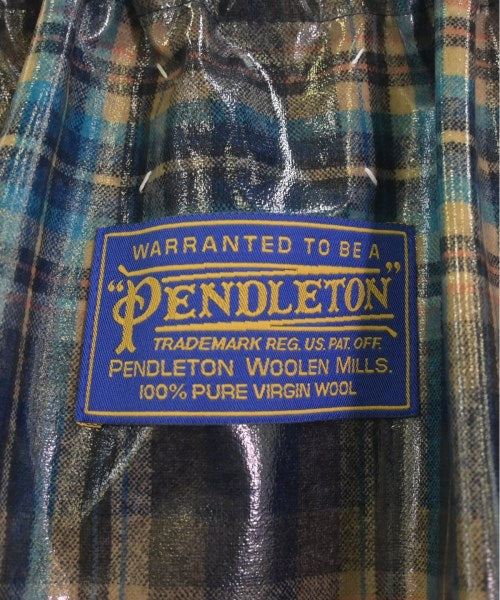 WARRANTED TO BE A
"PENDLETON"
TRADEMARK REG. US. PAT. OFF.
PENDLETON WOOLEN MILLS.
100% PURE VIRGIN WOOL